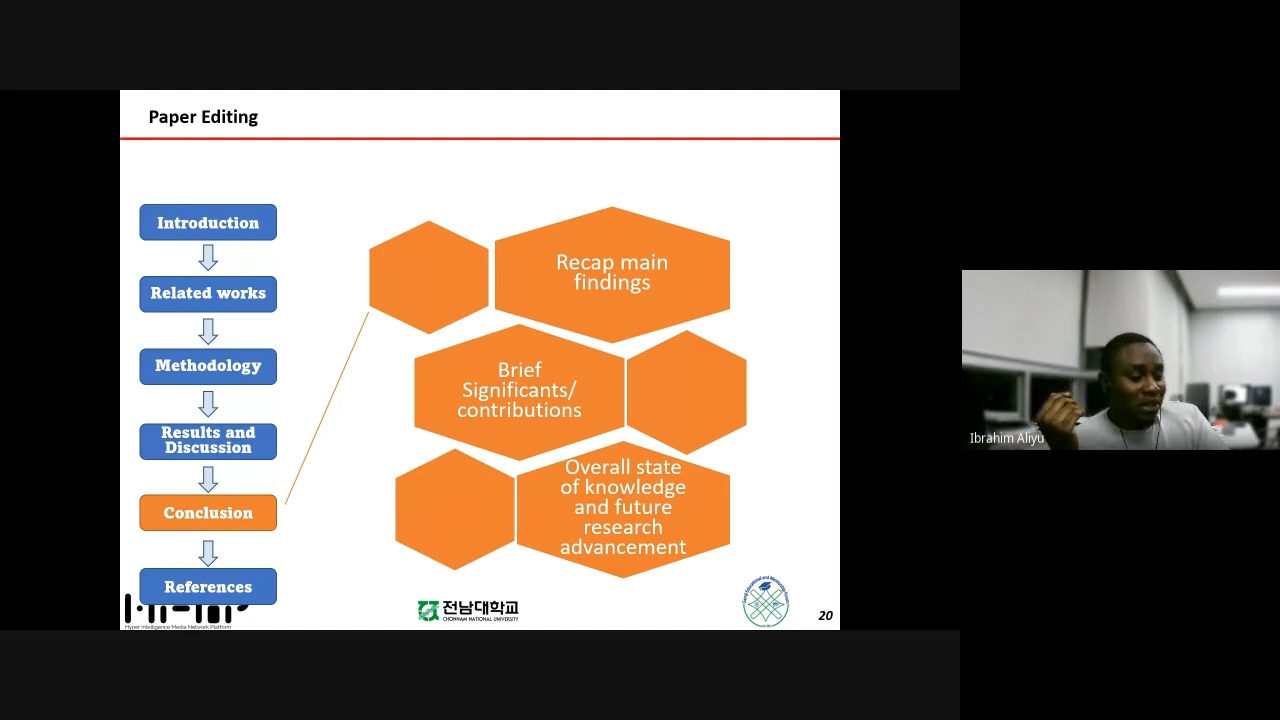 Paper Editing
Introduction
Related works
Methodology
Results and
Discussion
Conclusion
References
Recap main
findings
Brief
Significants/
contributions
Overall state
of knowledge
and future
research
advancement
Hyper Intelligence Media Network Platform
전남대학교
CHONNAM NATIONAL UNIVERSITY
20
Ibrahim Aliyu